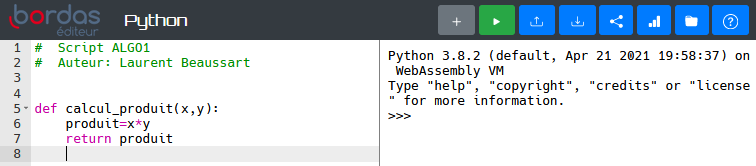 bordas
éditeur
Python
1 # Script ALGO1
2 # Auteur: Laurent Beaussart
3
4
5 def calcul_produit(x,y):
6 produit=x*y
7 return produit
8
Python 3.8.2 (default, Apr 21 2021 19:58:37) on
WebAssembly VM
Type "help", "copyright", "credits" or "license
" for more information.
>>>